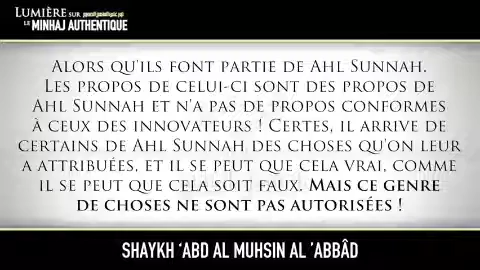 LUMIÈRE SUR
LE MINHAJ AUTHENTIQUE
ALORS QU'ILS FONT PARTIE DE AHL SUNNAH.
LES PROPOS DE CELUI-CI SONT DES PROPOS DE
AHL SUNNAH ET N'A PAS DE PROPOS CONFORMES
À CEUX DES INNOVATEURS ! CERTES, IL ARRIVE DE
CERTAINS DE AHL SUNNAH DES CHOSES QU'ON LEUR
A ATTRIBUÉES, ET IL SE PEUT QUE CELA VRAI, COMME
IL SE PEUT QUE CELA SOIT FAUX. MAIS CE GENRE
DE CHOSES NE SONT PAS AUTORISÉES !
SHAYKH ‘ABD AL MUHSIN AL ’ABBÂD